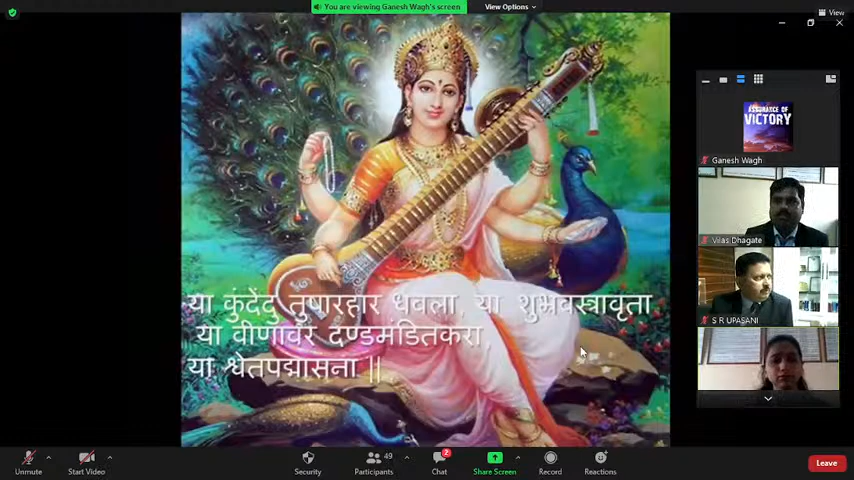 You are viewing Ganesh Wagh's screen
View Options
View
ASSURANCE OF
VICTORY
Ganesh Wagh
Vilas Dhagate
S R UPASANI
या कुंदेंदु तुषारहार धवला, या शुभ्रवस्त्रावृता
या वीणावर दण्डमंडितकरा,
या श्वेतपद्मासना ||
Unmute
Start Video
Security
49
Participants
2
Chat
Share Screen
Record
Reactions
Leave